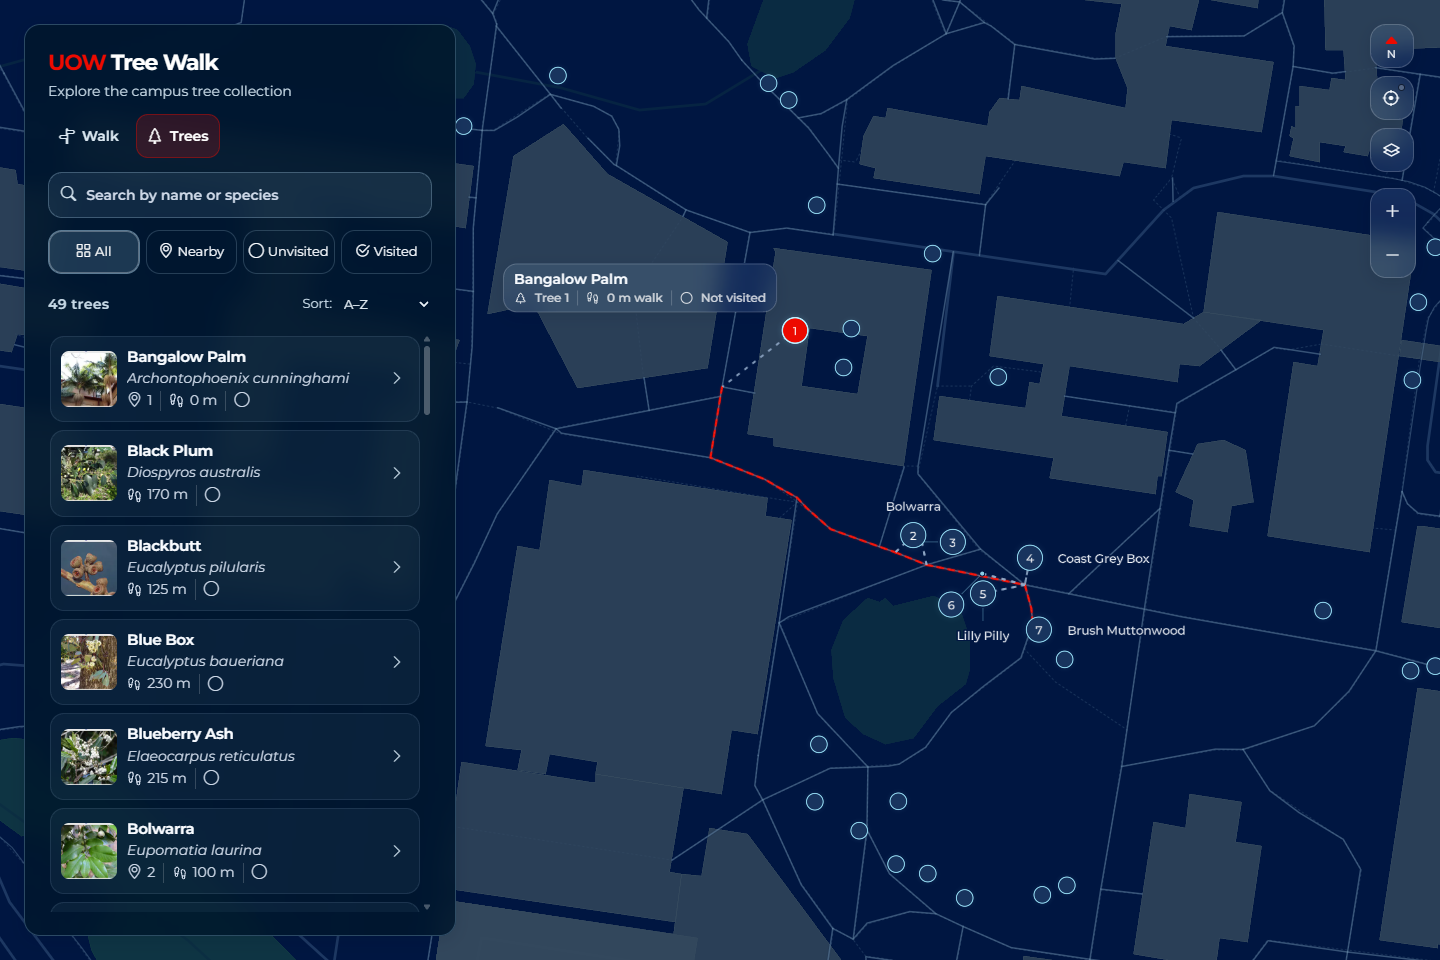 UOW Tree Walk
Explore the campus tree collection
Walk
Trees
Search by name or species
All
Nearby
Unvisited
Visited
49 trees
Sort: A–Z
Bangalow Palm
Archontophoenix cunninghami
1
0 m
Black Plum
Diospyros australis
170 m
Blackbutt
Eucalyptus pilularis
125 m
Blue Box
Eucalyptus baueriana
230 m
Blueberry Ash
Elaeocarpus reticulatus
215 m
Bolwarra
Eupomatia laurina
2
100 m
Bangalow Palm
Tree 1
0 m walk
Not visited
1
Bolwarra
2
3
4
Coast Grey Box
5
6
Lilly Pilly
7
Brush Muttonwood
N
+
−